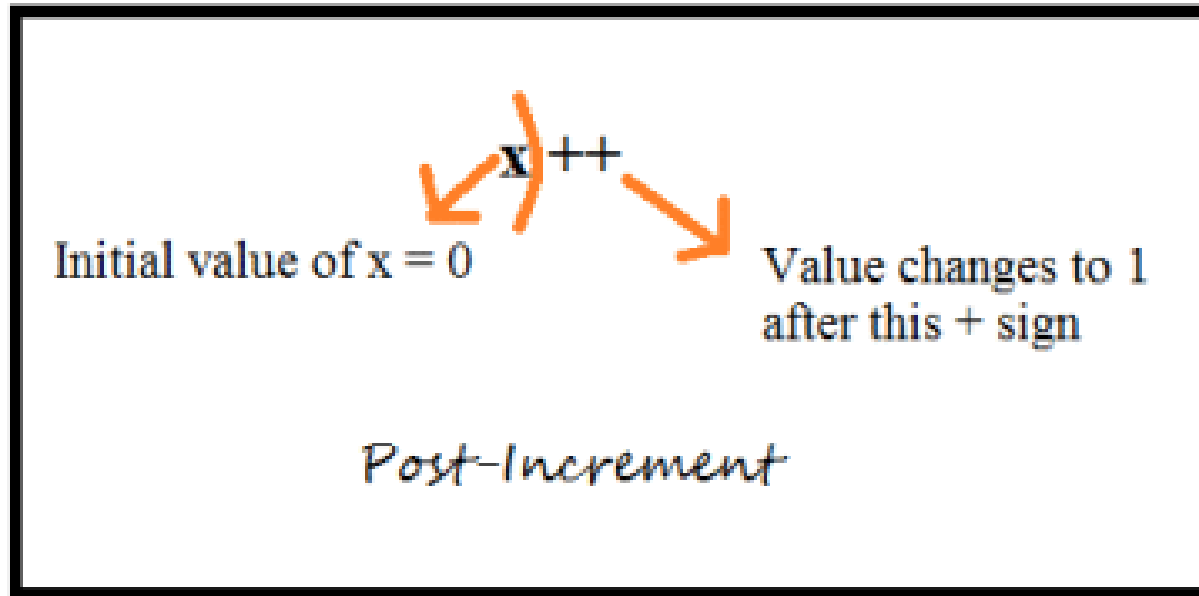 x ++
Initial value of x = 0
Value changes to 1
after this + sign
Post-Increment